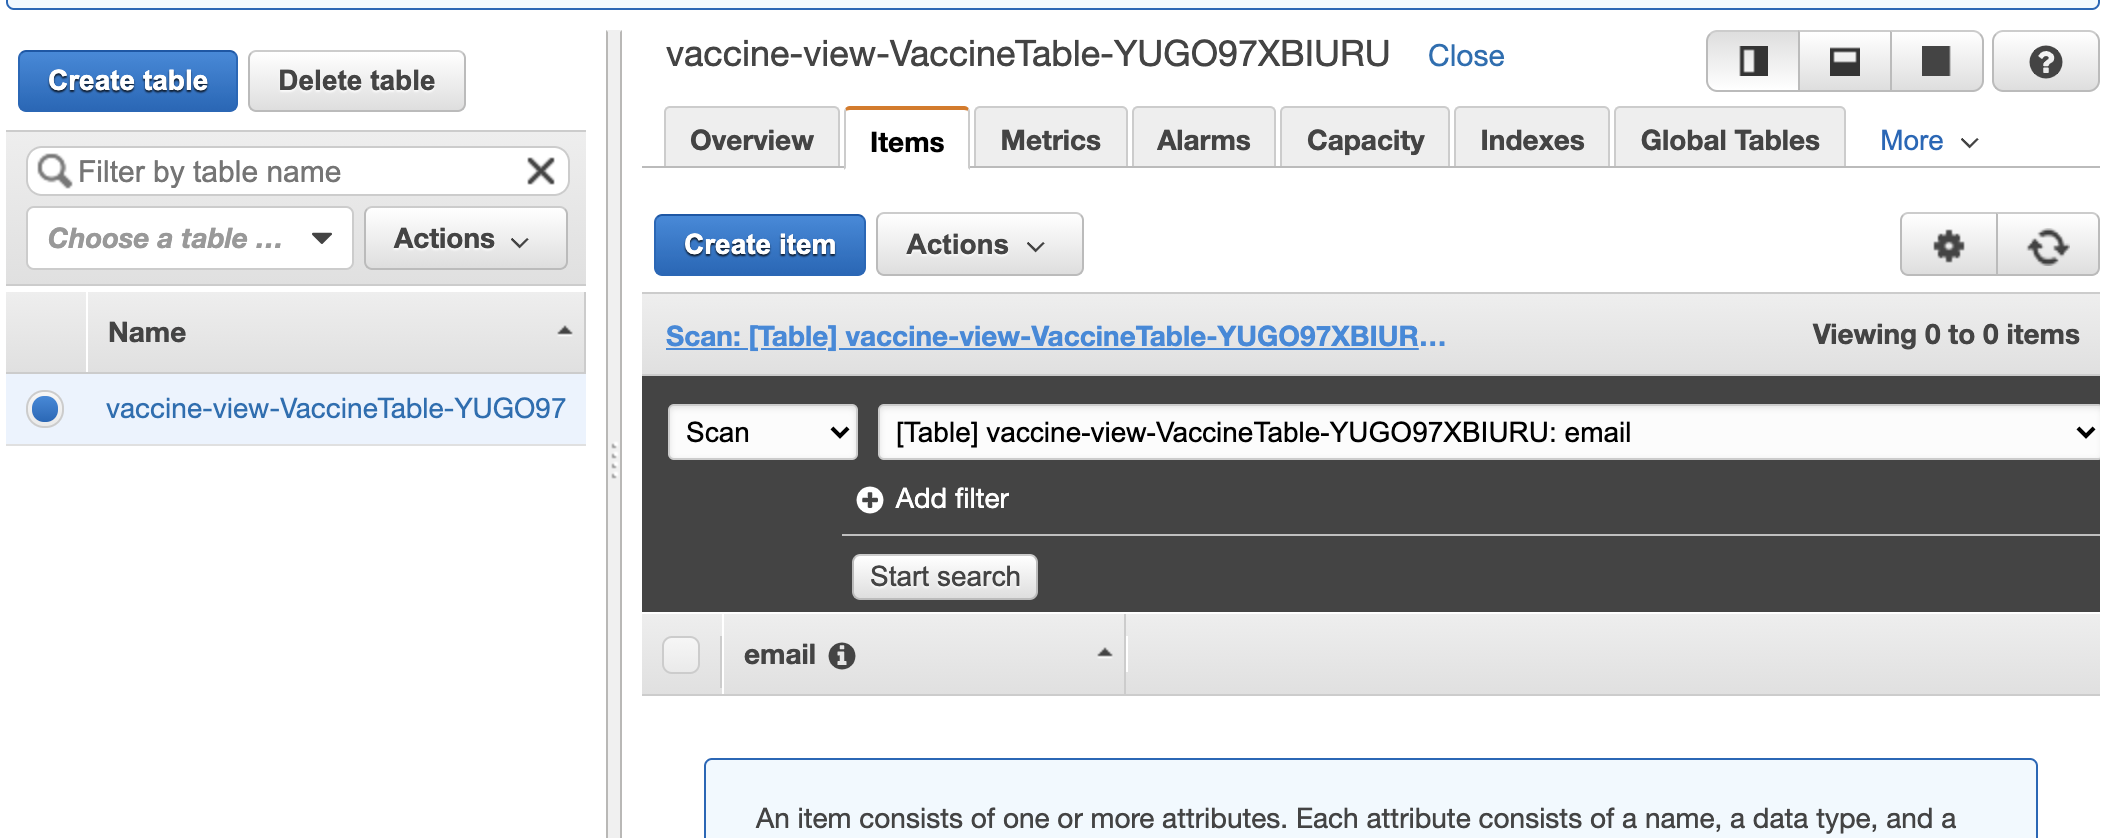 Create table
Delete table
Filter by table name
Choose a table ...
Actions
Name
vaccine-view-VaccineTable-YUGO97
vaccine-view-VaccineTable-YUGO97XBIURU
Close
Overview
Items
Metrics
Alarms
Capacity
Indexes
Global Tables
More
Create item
Actions
Scan: [Table] vaccine-view-VaccineTable-YUGO97XBIUR...
Viewing 0 to 0 items
Scan
[Table] vaccine-view-VaccineTable-YUGO97XBIURU: email
Add filter
Start search
email
An item consists of one or more attributes. Each attribute consists of a name, a data type, and a